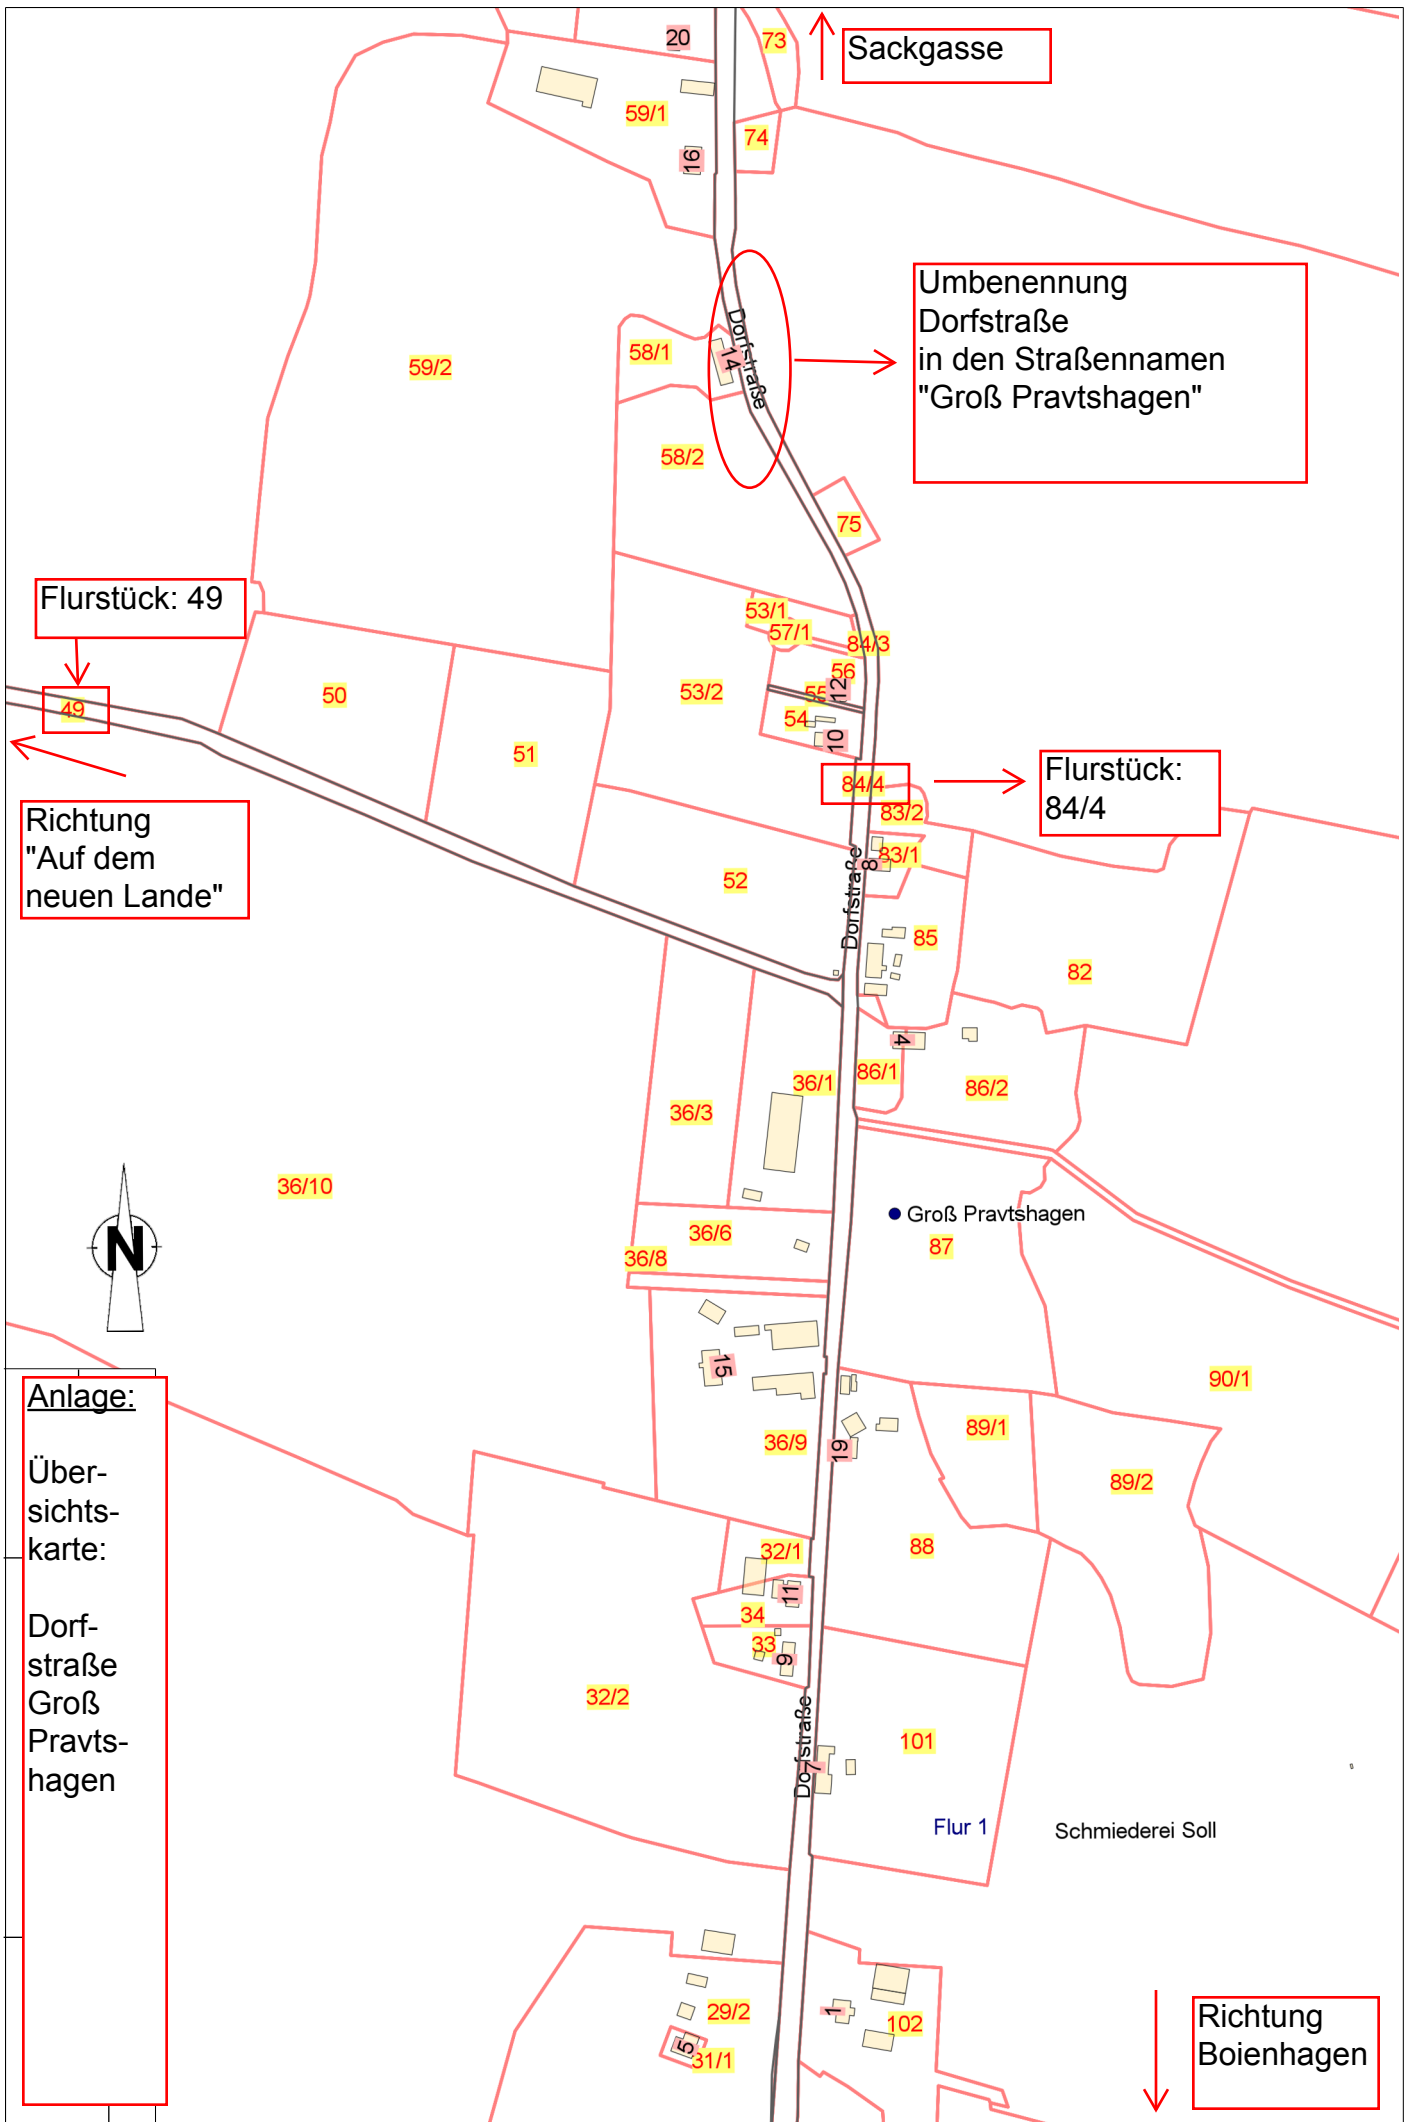 20
73
Sackgasse
59/1
74
16
Umbenennung
Dorfstraße
in den Straßennamen
"Groß Pravtshagen"
Dorfstraße
14
58/1
59/2
58/2
75
Flurstück: 49
53/1
57/1
84/3
56
49
50
53/2
55
12
54
10
51
84/4
Flurstück:
84/4
83/2
Richtung
"Auf dem
neuen Lande"
83/1
8
52
Dorfstraße
85
82
4
86/1
86/2
36/1
36/3
36/10
N
Groß Pravtshagen
36/6
87
36/8
15
90/1
Anlage:
Über-
sichts-
karte:
Dorf-
straße
Groß
Pravts-
hagen
89/1
36/9
19
89/2
88
32/1
11
34
33
9
32/2
Dorfstraße
7
101
Flur 1
Schmiederei Soll
29/2
1
102
5
31/1
Richtung
Boienhagen